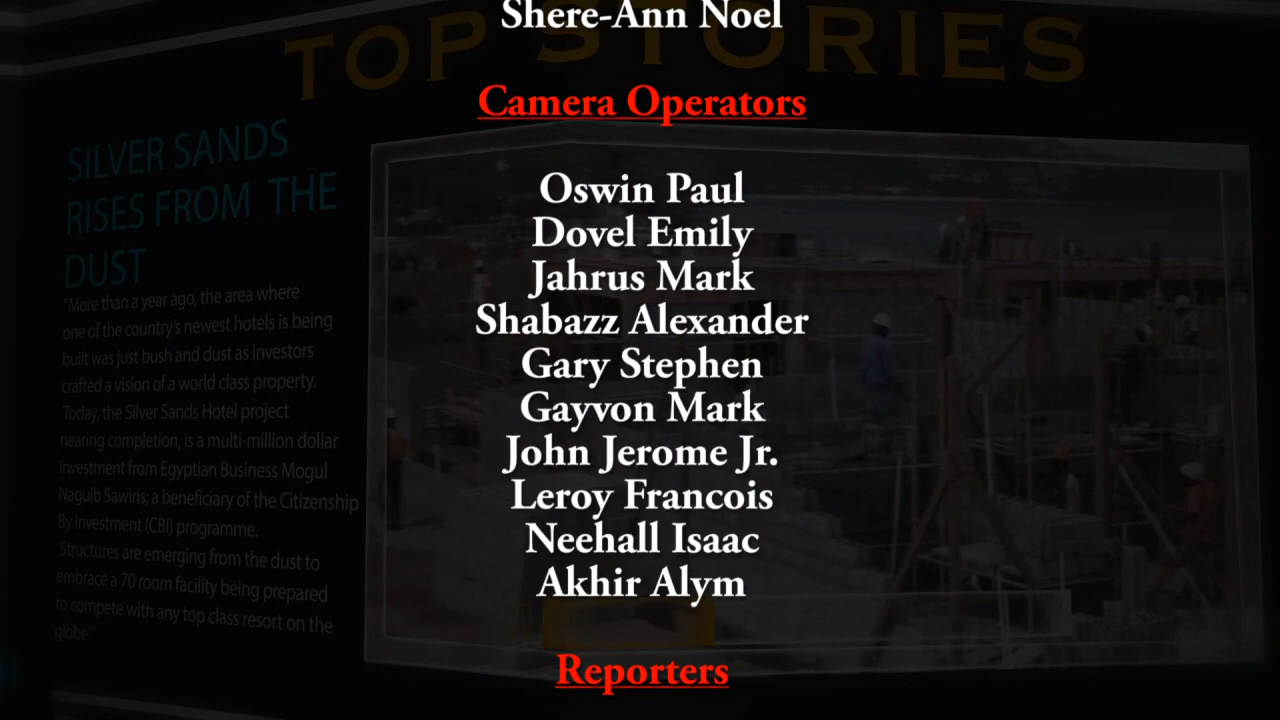 Shere-Ann Noel
TOP STORIES
Camera Operators
SILVER SANDS
RISES FROM THE
DUST
"More than a year ago, the area where
one of the country's newest hotels is being
built was just bush and dust as investors
crafted a vision of a world class property.
Today, the Silver Sands Hotel project
nearing completion, is a multi-million dollar
investment from Egyptian Business Mogul
Naguib Sawiris; a beneficiary of the Citizenship
By Investment (CBI) programme.
Structures are emerging from the dust to
embrace a 70 room facility being prepared
to compete with any top class resort on the
globe"
Oswin Paul
Dovel Emily
Jahrus Mark
Shabazz Alexander
Gary Stephen
Gayvon Mark
John Jerome Jr.
Leroy Francois
Neehall Isaac
Akhir Alym
Reporters